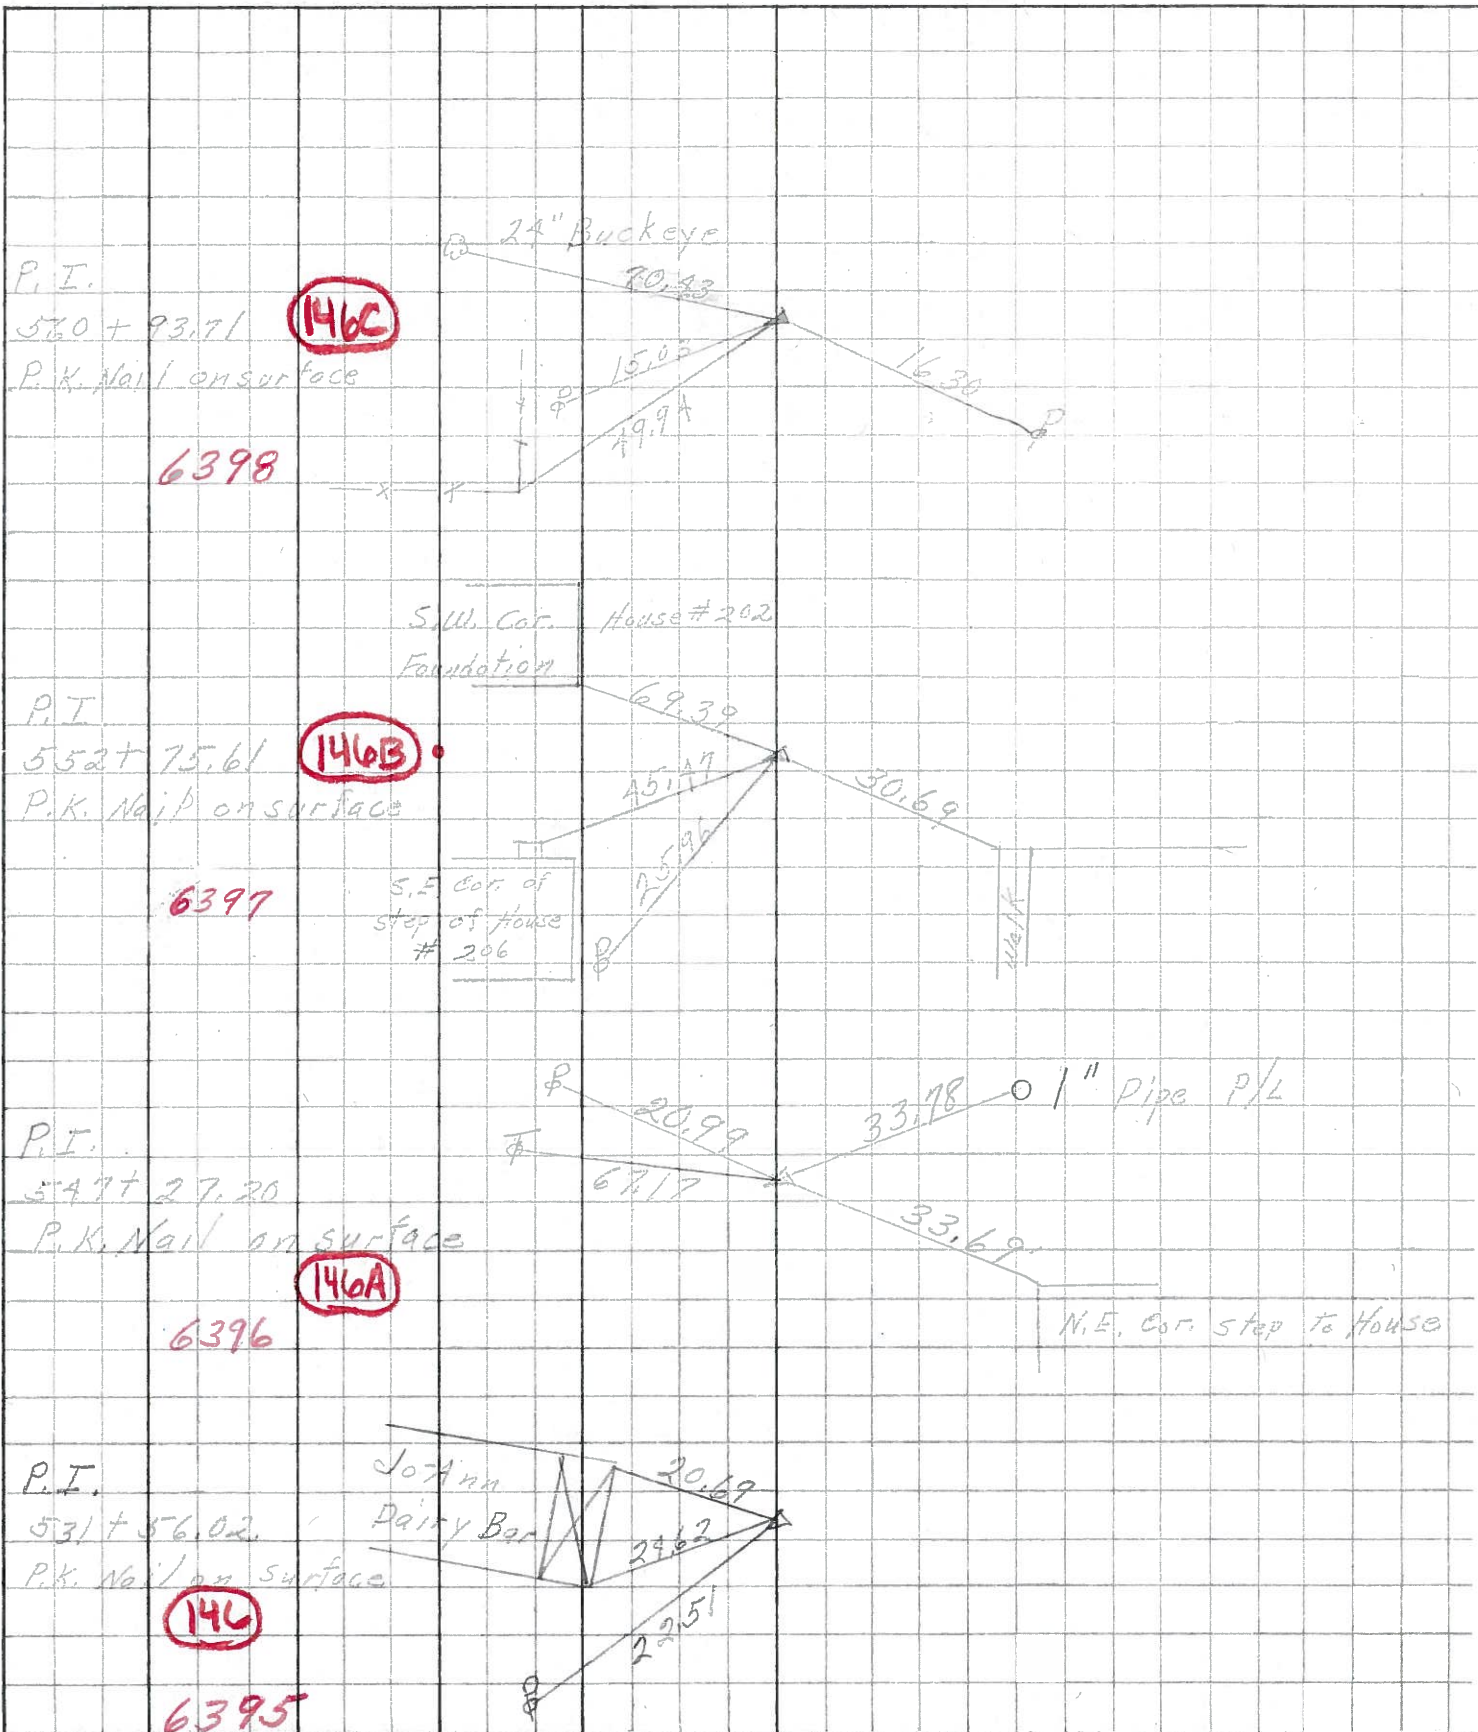 24" Buckeye
P.I.
20.43
560 + 93.71
146C
15.03
P.K. Nail on surface
16.30
49.94
6398
S.W. Cor. House # 202
Foundation
69.39
P.I.
552 + 75.61
146B
45.47
30.69
P.K. Nail on surface
25.96
6397
S.E. Cor. of
step of House
# 206
Walk
1" Pipe P/L
20.99
33.78
P.I.
67.17
547 + 27.20
33.69
P.K. Nail on surface
146A
N.E. Cor. step to House
6396
Jo-Ann
20.69
P.I.
Dairy Bar
531 + 56.02
24.62
P.K. Nail on surface
22.51
146
6395